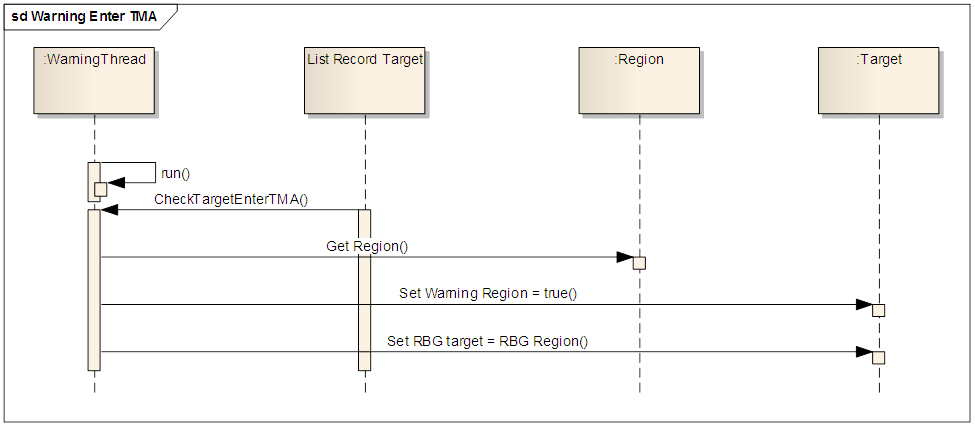 sd Warning Enter TMA
:WarningThread
List Record Target
:Region
:Target
run()
CheckTargetEnterTMA()
Get Region()
Set Warning Region = true()
Set RBG target = RBG Region()